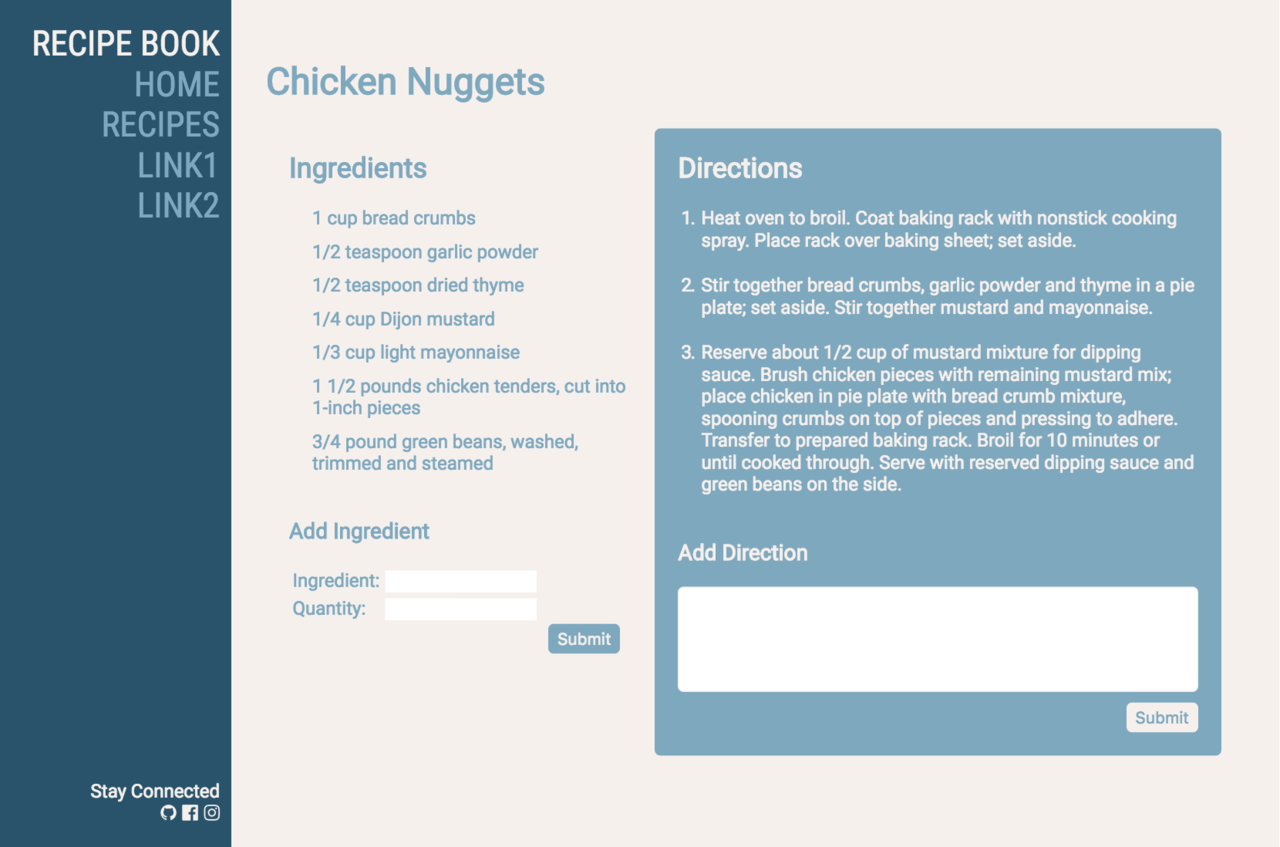 RECIPE BOOK
HOME
RECIPES
LINK1
LINK2
Stay Connected
Chicken Nuggets
Ingredients
1 cup bread crumbs
1/2 teaspoon garlic powder
1/2 teaspoon dried thyme
1/4 cup Dijon mustard
1/3 cup light mayonnaise
1 1/2 pounds chicken tenders, cut into
1-inch pieces
3/4 pound green beans, washed,
trimmed and steamed
Add Ingredient
Ingredient:
Quantity:
Submit
Directions
1. Heat oven to broil. Coat baking rack with nonstick cooking
spray. Place rack over baking sheet; set aside.
2. Stir together bread crumbs, garlic powder and thyme in a pie
plate; set aside. Stir together mustard and mayonnaise.
3. Reserve about 1/2 cup of mustard mixture for dipping
sauce. Brush chicken pieces with remaining mustard mix;
place chicken in pie plate with bread crumb mixture,
spooning crumbs on top of pieces and pressing to adhere.
Transfer to prepared baking rack. Broil for 10 minutes or
until cooked through. Serve with reserved dipping sauce and
green beans on the side.
Add Direction
Submit